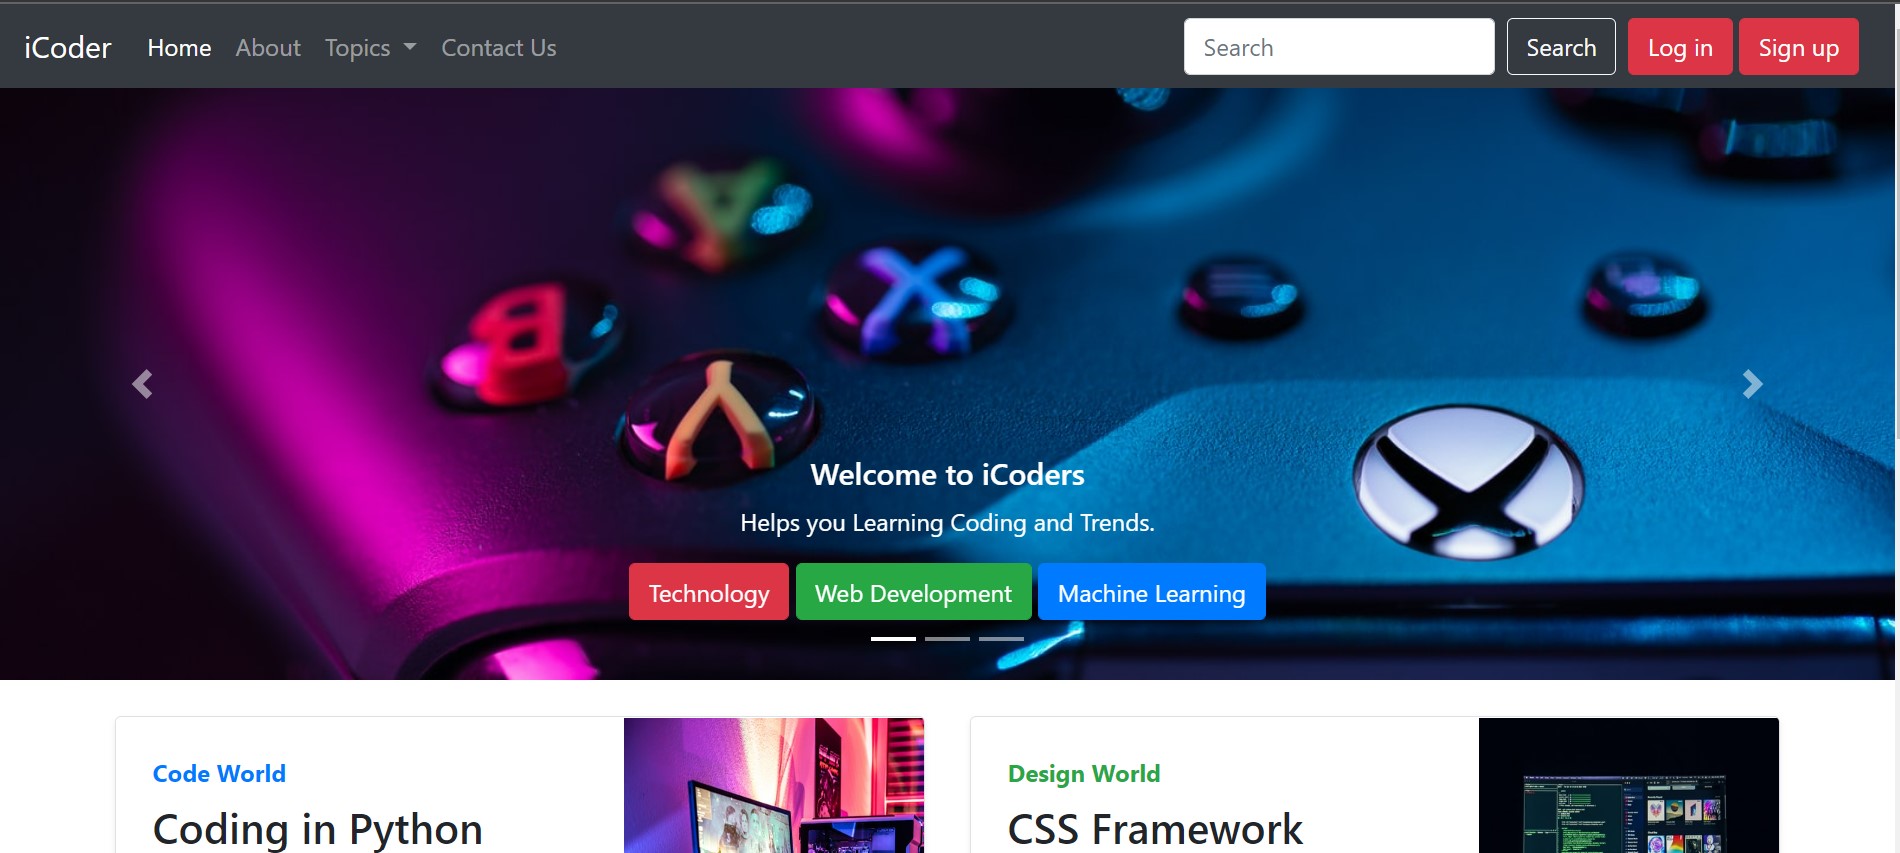 iCoder Home About Topics Contact Us Search Search Log in Sign up
B
X
Y
Welcome to iCoders
Helps you Learning Coding and Trends.
Technology Web Development Machine Learning
Code World
Coding in Python
Design World
CSS Framework